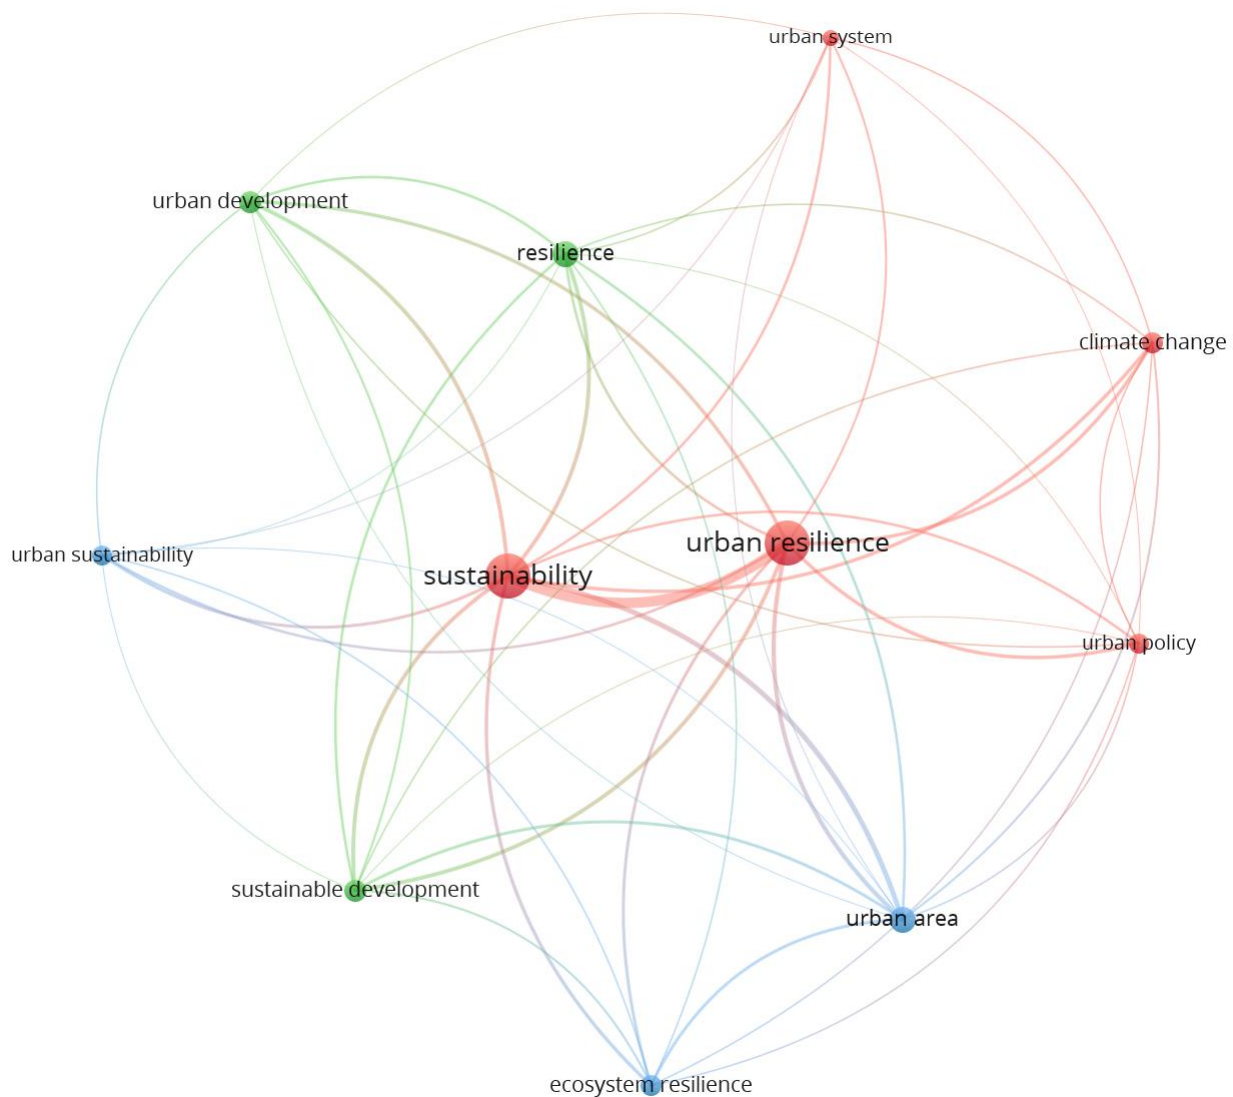 urban system
urban development
resilience
climate change
urban resilience
urban sustainability
sustainability
urban policy
sustainable development
urban area
ecosystem resilience